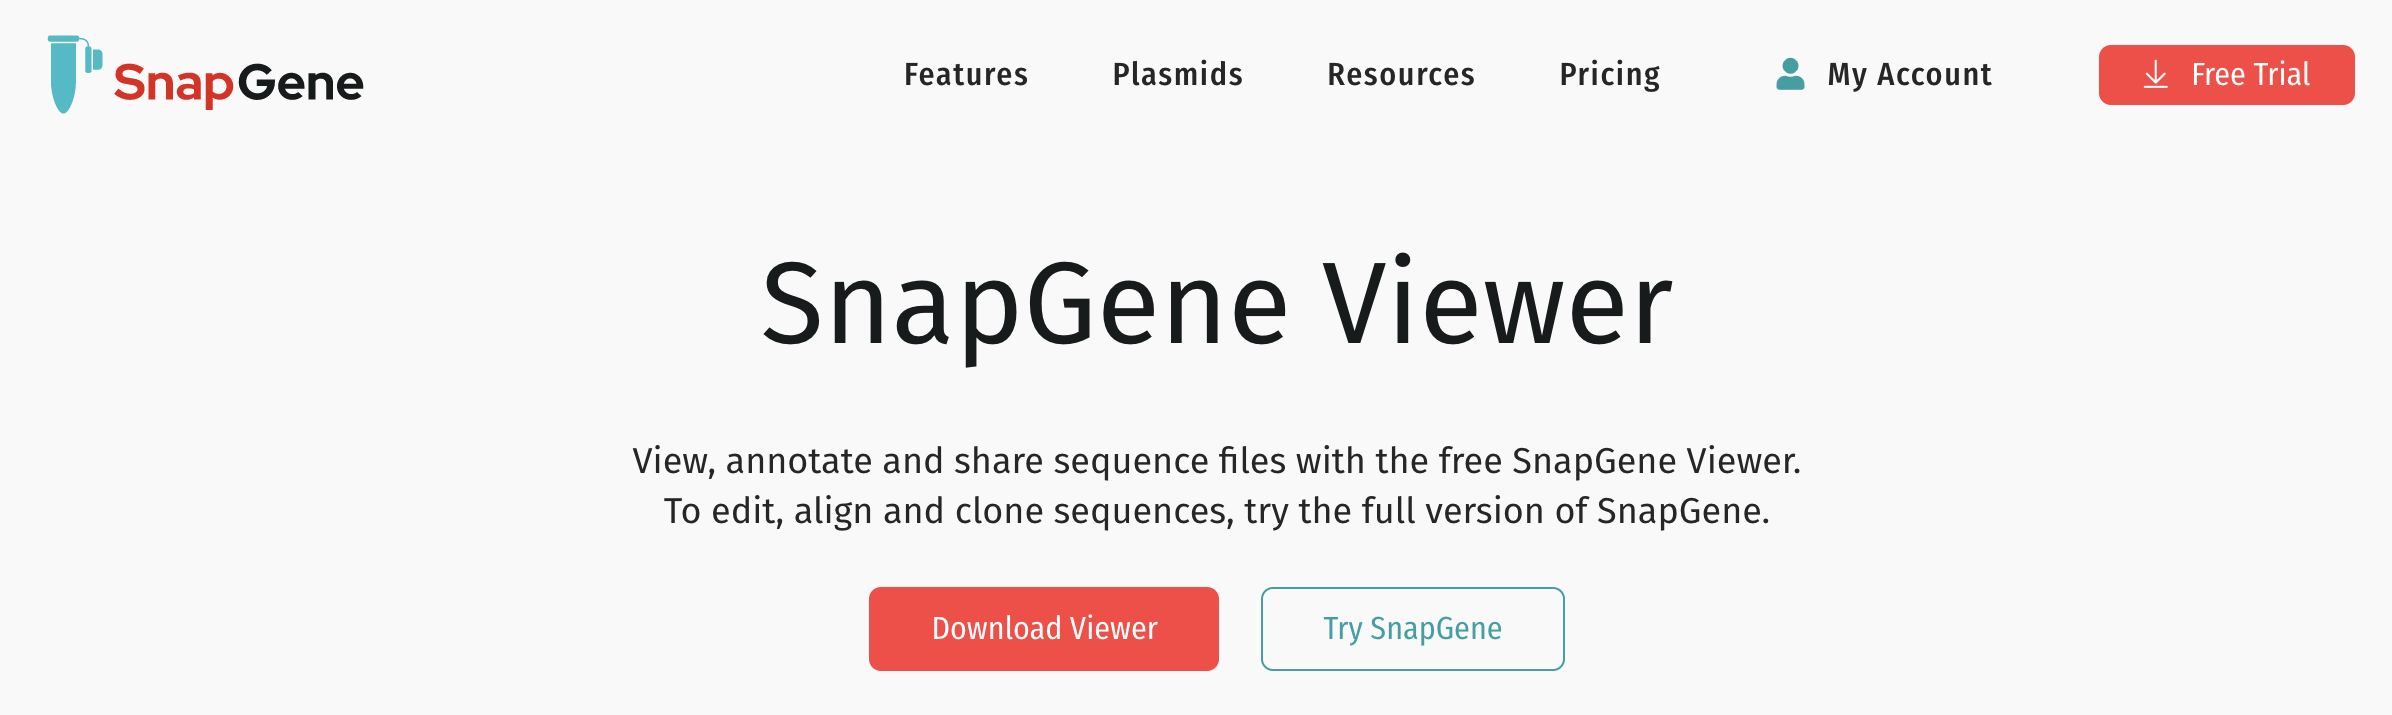 SnapGene
Features
Plasmids
Resources
Pricing
My Account
Free Trial
SnapGene Viewer
View, annotate and share sequence files with the free SnapGene Viewer.
To edit, align and clone sequences, try the full version of SnapGene.
Download Viewer
Try SnapGene